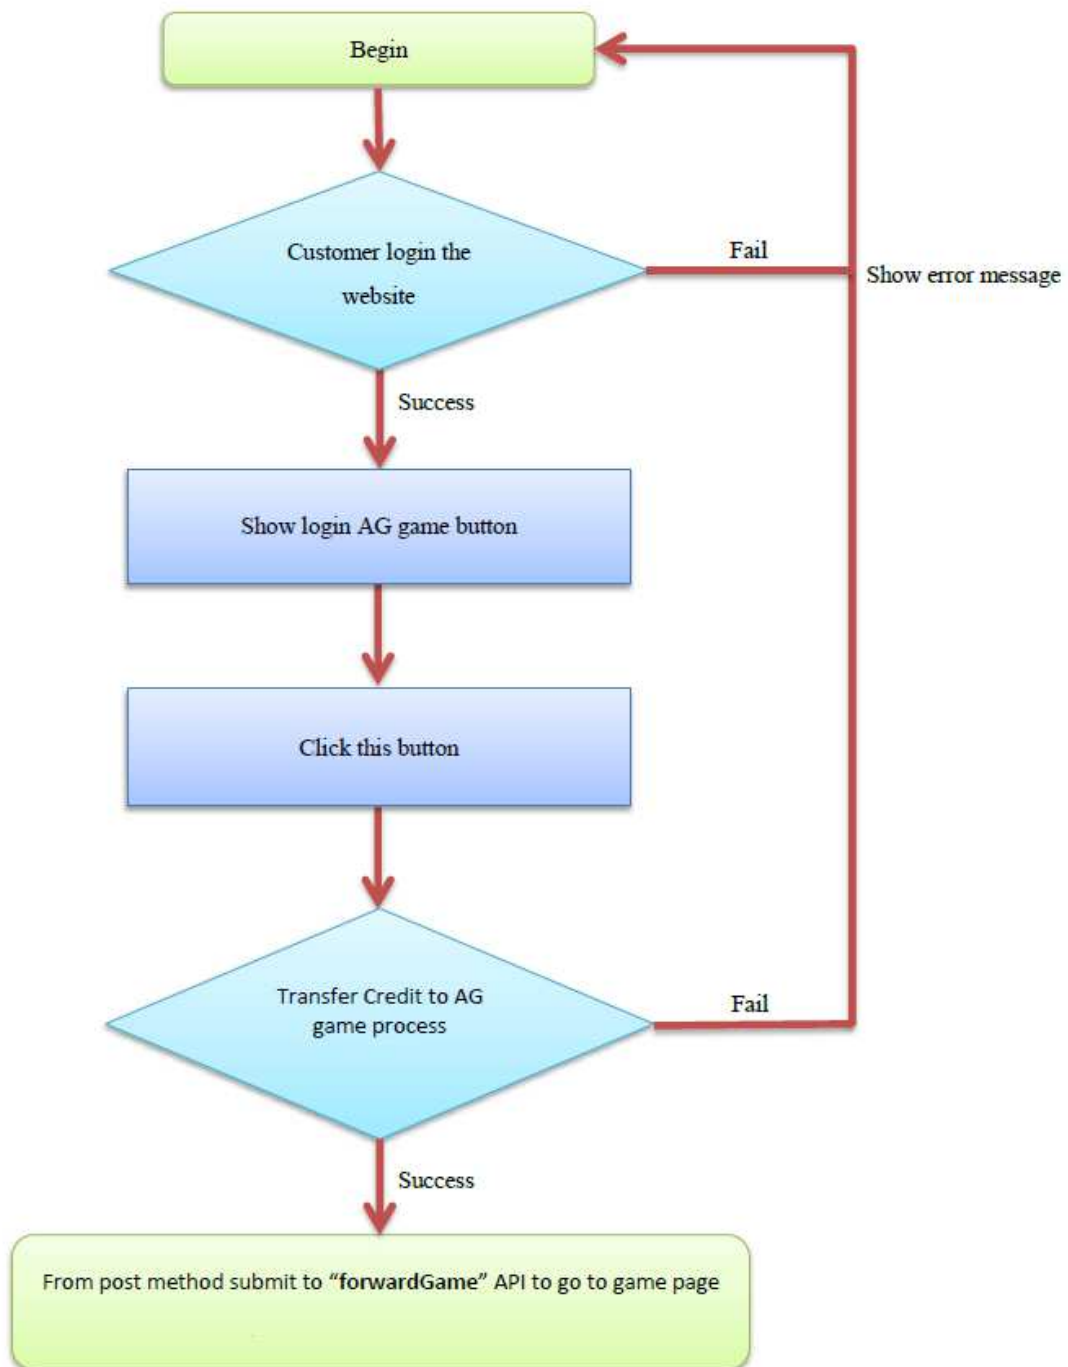 Begin
Customer login the
website
Fail
Show error message
Success
Show login AG game button
Click this button
Transfer Credit to AG
game process
Fail
Success
From post method submit to “forwardGame” API to go to game page